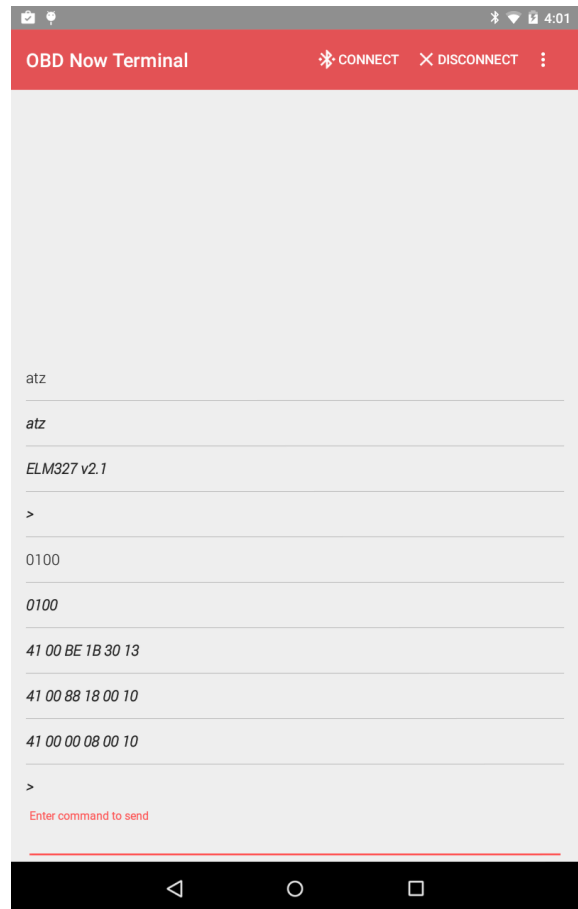 4:01
OBD Now Terminal CONNECT DISCONNECT
atz
atz
ELM327 v2.1
>
0100
0100
41 00 BE 1B 30 13
41 00 88 18 00 10
41 00 00 08 00 10
>
Enter command to send